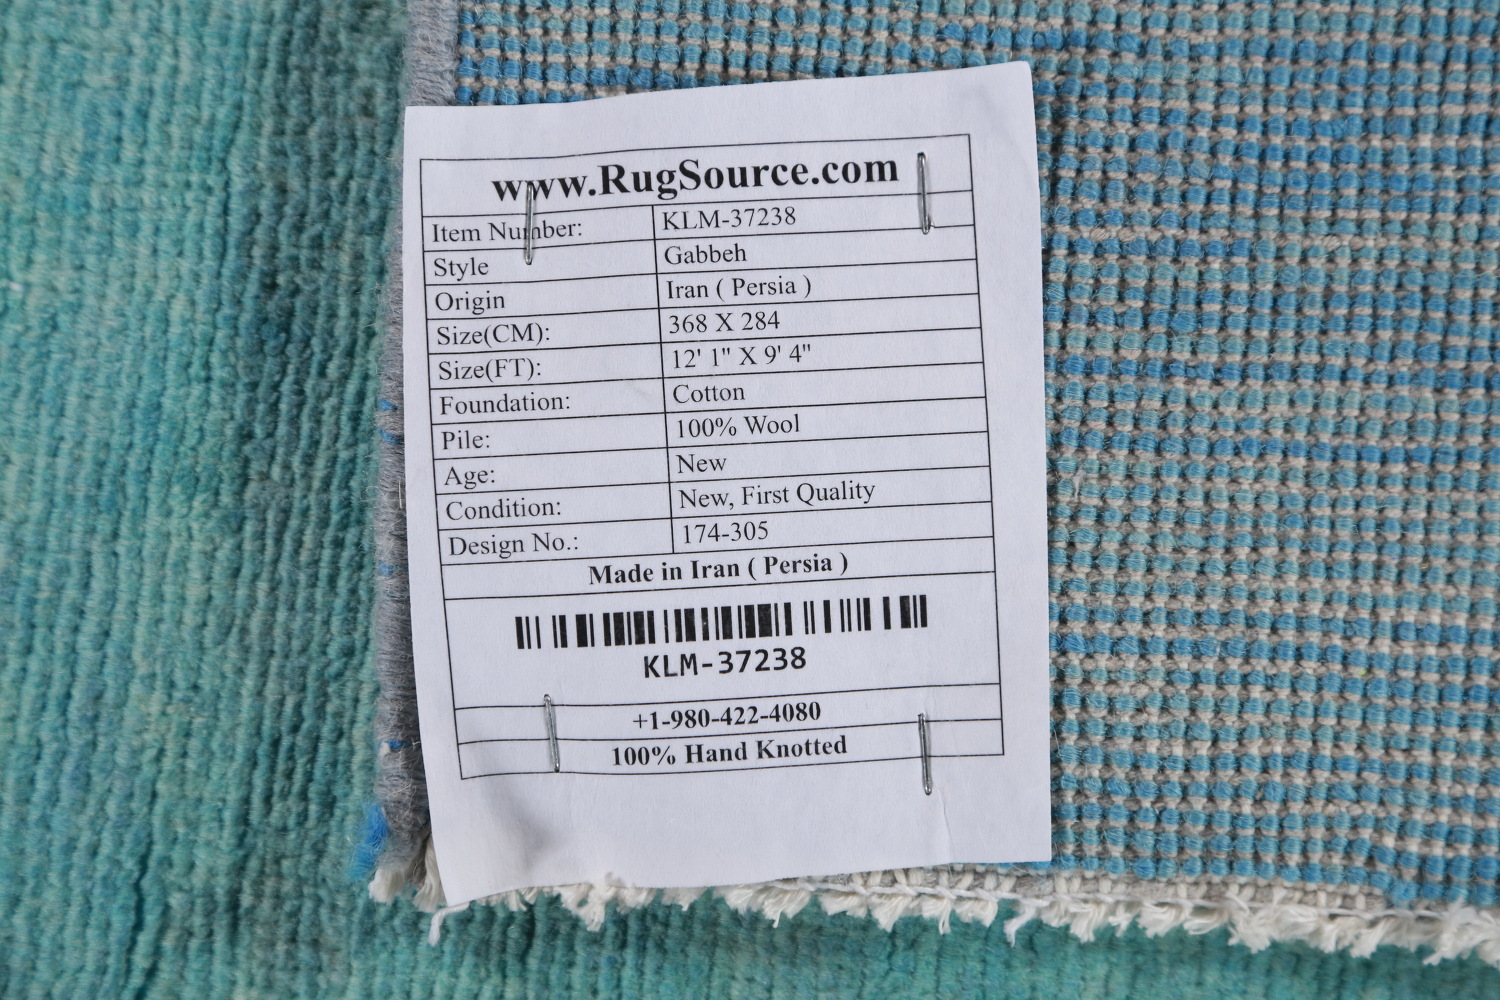 www.RugSource.com
Item Number: KLM-37238
Style Gabbeh
Origin Iran ( Persia )
Size(CM): 368 X 284
Size(FT): 12' 1" X 9' 4"
Foundation: Cotton
Pile: 100% Wool
Age: New
Condition: New, First Quality
Design No.: 174-305
Made in Iran ( Persia )
KLM-37238
+1-980-422-4080
100% Hand Knotted